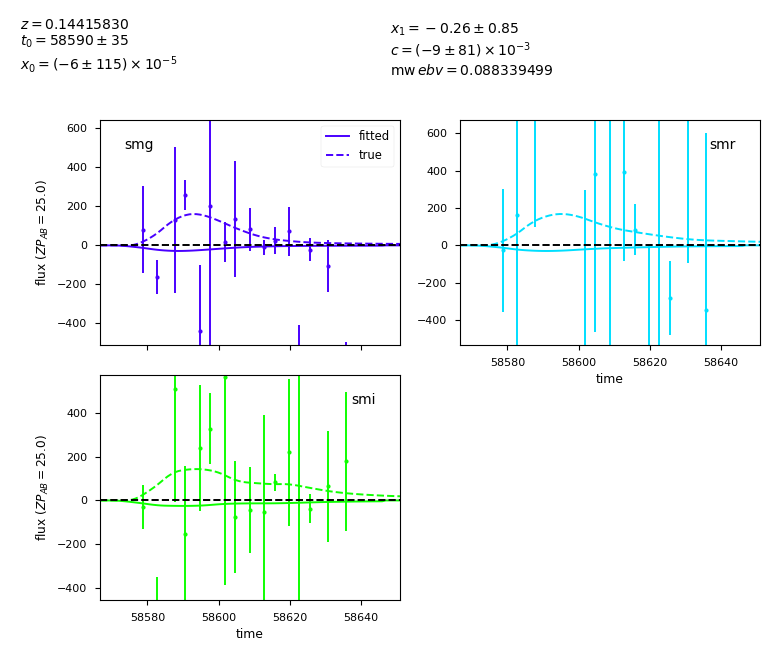 z = 0.14415830
t₀ = 58590 ± 35
x₀ = (−6 ± 115) × 10⁻⁵
x₁ = −0.26 ± 0.85
c = (−9 ± 81) × 10⁻³
mw ebv = 0.088339499
smg
fitted
true
600
400
200
0
−200
−400
flux (ZP_AB = 25.0)
smr
600
400
200
0
−200
−400
58580 58600 58620 58640
time
smi
400
200
0
−200
−400
flux (ZP_AB = 25.0)
58580 58600 58620 58640
time